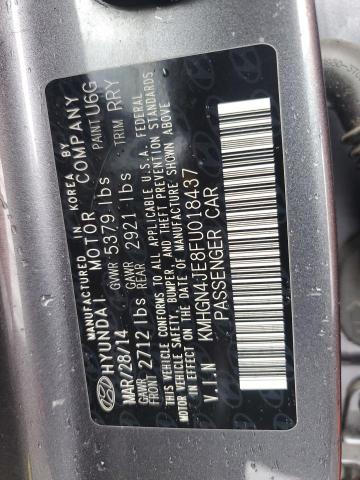 MANUFACTURED IN KOREA BY
HYUNDAI MOTOR COMPANY
MAR/28/14 GVWR 5379 lbs PAINT U6G
GAWR FRONT 2712 lbs GAWR REAR 2921 lbs TRIM RRY
THIS VEHICLE CONFORMS TO ALL APPLICABLE U.S.A. FEDERAL
MOTOR VEHICLE SAFETY, BUMPER, AND THEFT PREVENTION STANDARDS
IN EFFECT ON THE DATE OF MANUFACTURE SHOWN ABOVE
V.I.N KMHGN4JE8FU018437
PASSENGER CAR